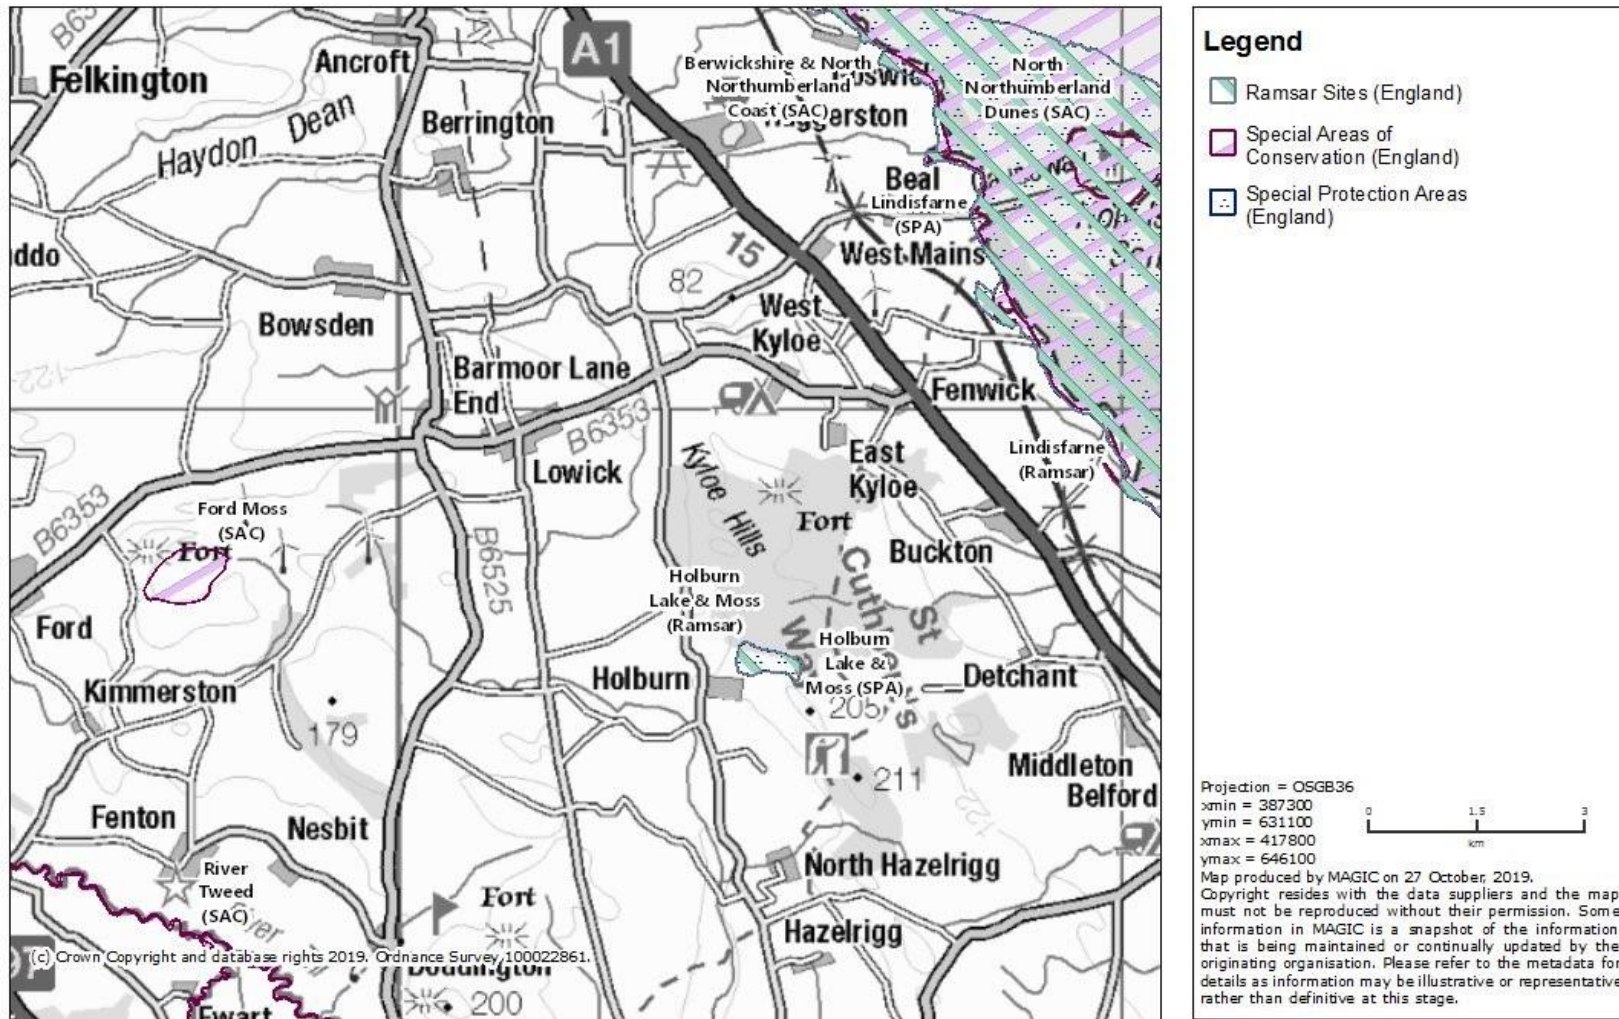 A1
Felkington
Ancroft
Haydon Dean
Berrington
Berwickshire & North
Northumberland
Coast (SAC)
North
Northumberland
Dunes (SAC)
Beal
Lindisfarne
(SPA)
West Mains
15
82
West
Kyloe
Bowsden
122
Barmoor Lane
End
B6353
Fenwick
Lowick
Kyloe
Hills
East
Kyloe
Fort
Lindisfarne
(Ramsar)
B6353
Ford Moss
(SAC)
Fort
B6525
Buckton
Ford
Holburn
Lake & Moss
(Ramsar)
St
Cuthbert's
Way
Holburn
Lake &
Moss (SPA)
Holburn
Detchant
Kimmerston
205
179
211
122
Middleton
Belford
Fenton
Nesbit
North Hazelrigg
River
Tweed
(SAC)
Fort
Hazelrigg
(c) Crown Copyright and database rights 2019. Ordnance Survey 100022861.
Doddington
200
Ewart
Legend
Ramsar Sites (England)
Special Areas of
Conservation (England)
Special Protection Areas
(England)
Projection = OSGB36
xmin = 387300
ymin = 631100
xmax = 417800
ymax = 646100
0 1.5 3
km
Map produced by MAGIC on 27 October, 2019.
Copyright resides with the data suppliers and the map
must not be reproduced without their permission. Some
information in MAGIC is a snapshot of the information
that is being maintained or continually updated by the
originating organisation. Please refer to the metadata for
details as information may be illustrative or representative
rather than definitive at this stage.